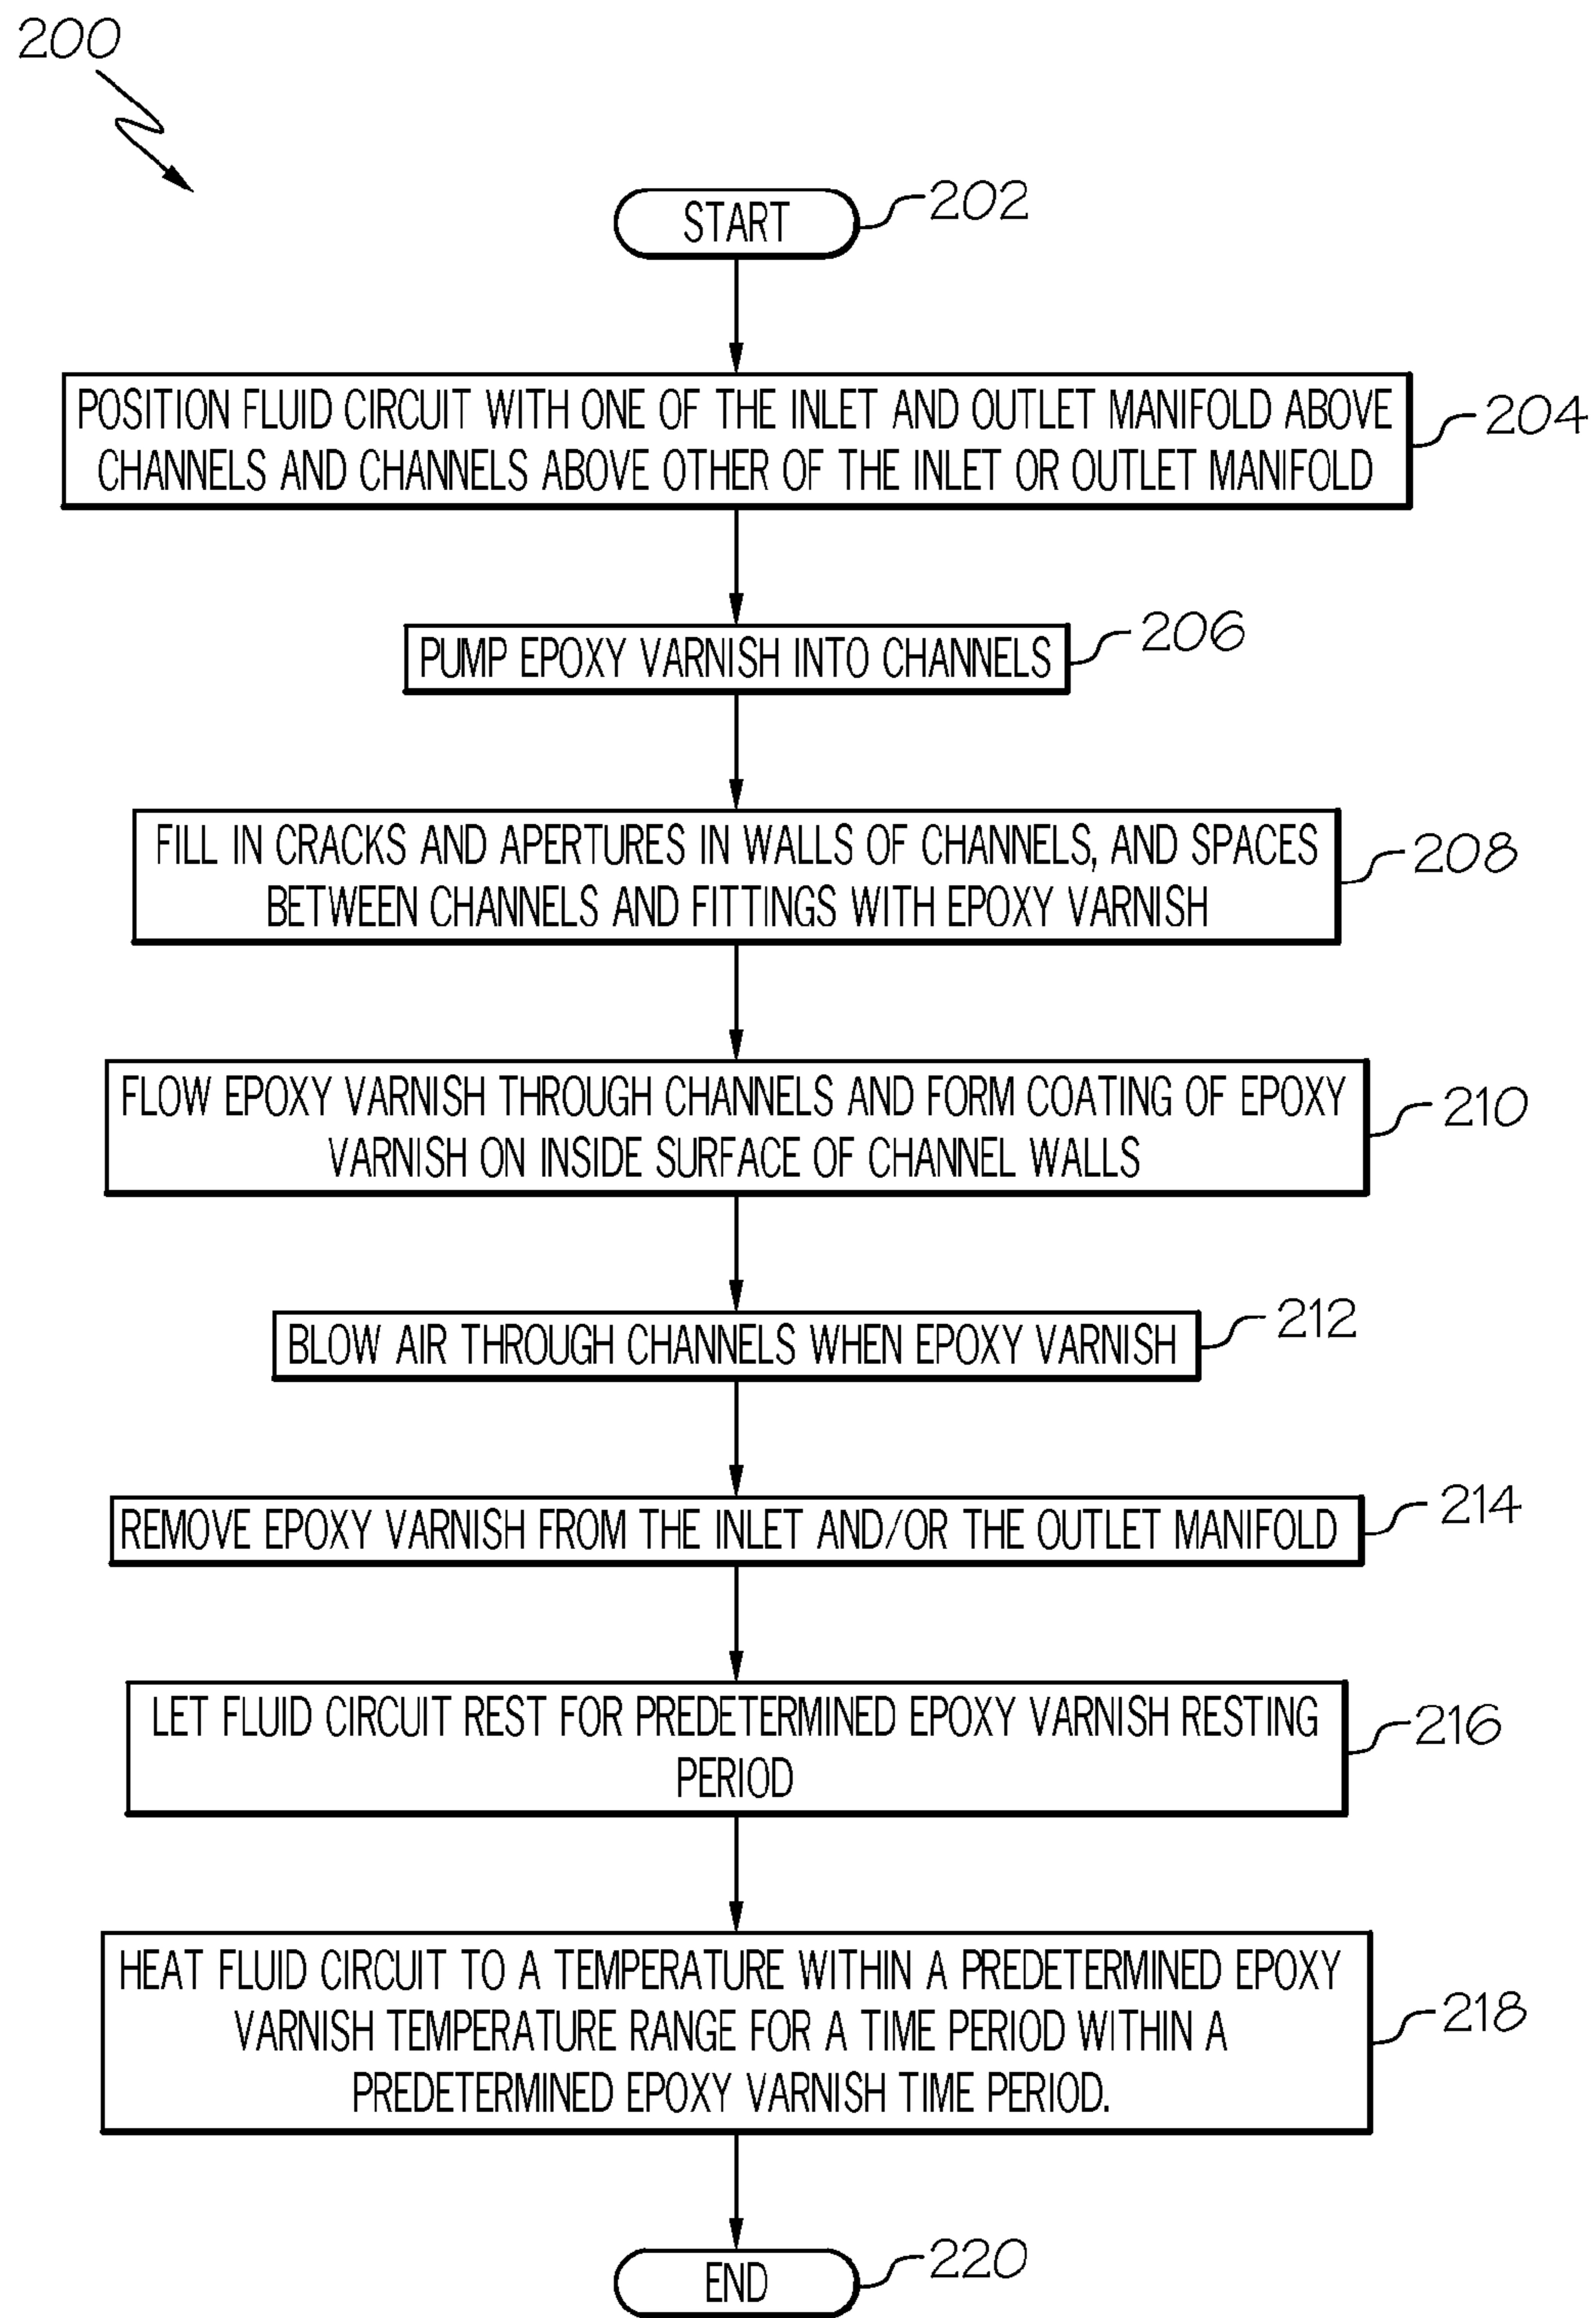 200
START
202
POSITION FLUID CIRCUIT WITH ONE OF THE INLET AND OUTLET MANIFOLD ABOVE
CHANNELS AND CHANNELS ABOVE OTHER OF THE INLET OR OUTLET MANIFOLD
204
PUMP EPOXY VARNISH INTO CHANNELS
206
FILL IN CRACKS AND APERTURES IN WALLS OF CHANNELS, AND SPACES
BETWEEN CHANNELS AND FITTINGS WITH EPOXY VARNISH
208
FLOW EPOXY VARNISH THROUGH CHANNELS AND FORM COATING OF EPOXY
VARNISH ON INSIDE SURFACE OF CHANNEL WALLS
210
BLOW AIR THROUGH CHANNELS WHEN EPOXY VARNISH
212
REMOVE EPOXY VARNISH FROM THE INLET AND/OR THE OUTLET MANIFOLD
214
LET FLUID CIRCUIT REST FOR PREDETERMINED EPOXY VARNISH RESTING
PERIOD
216
HEAT FLUID CIRCUIT TO A TEMPERATURE WITHIN A PREDETERMINED EPOXY
VARNISH TEMPERATURE RANGE FOR A TIME PERIOD WITHIN A
PREDETERMINED EPOXY VARNISH TIME PERIOD.
218
END
220